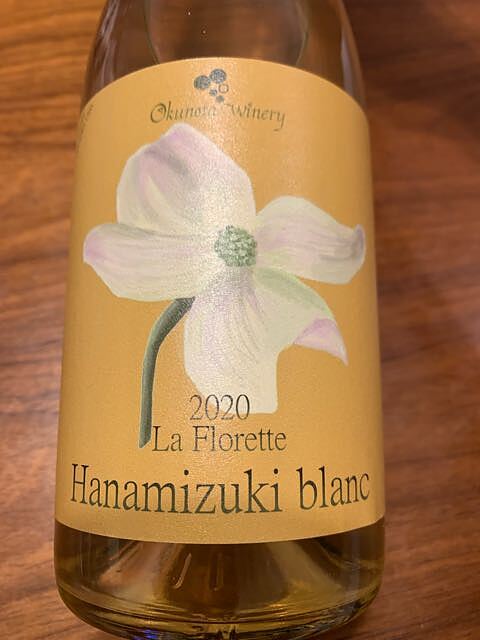 Okunota Winery
2020
La Florette
Hanamizuki blanc